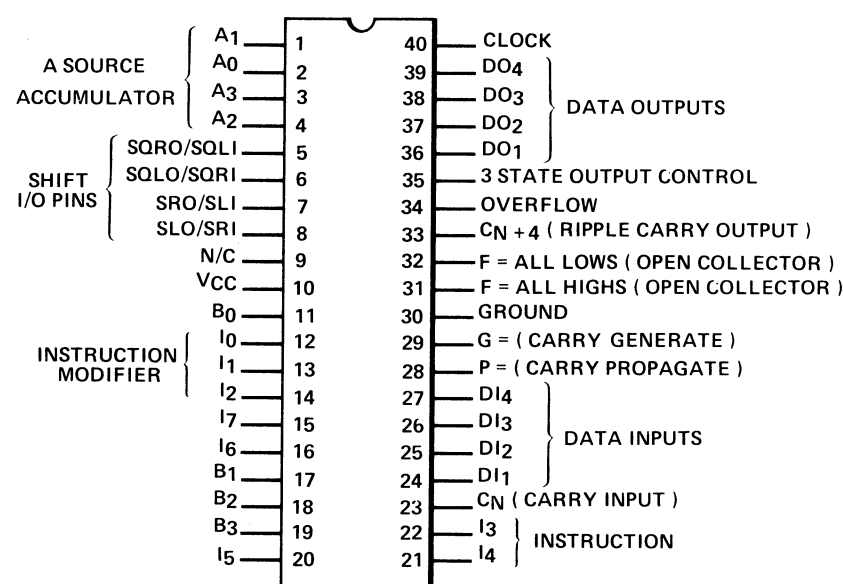 A1 1 40 CLOCK
A0 2 39 DO4
A3 3 38 DO3
A2 4 37 DO2
A SOURCE
ACCUMULATOR
DATA OUTPUTS
SQRO/SQLI 5 36 DO1
SQLO/SQRI 6 35 3 STATE OUTPUT CONTROL
SRO/SLI 7 34 OVERFLOW
SLO/SRI 8 33 CN + 4 ( RIPPLE CARRY OUTPUT )
SHIFT
I/O PINS
N/C 9 32 F = ALL LOWS ( OPEN COLLECTOR )
VCC 10 31 F = ALL HIGHS ( OPEN COLLECTOR )
B0 11 30 GROUND
I0 12 29 G = ( CARRY GENERATE )
I1 13 28 P = ( CARRY PROPAGATE )
I2 14 27 DI4
INSTRUCTION
MODIFIER
I7 15 26 DI3
I6 16 25 DI2
B1 17 24 DI1
DATA INPUTS
B2 18 23 CN ( CARRY INPUT )
B3 19 22 I3
I5 20 21 I4
INSTRUCTION